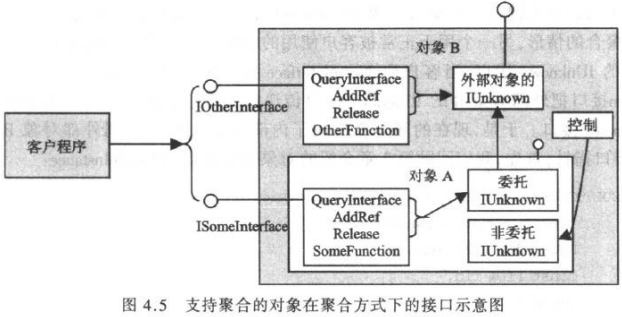 对象 B
QueryInterface
AddRef
Release
OtherFunction
外部对象的
IUnknown
IOtherInterface
控制
客户程序
对象 A
QueryInterface
AddRef
Release
SomeFunction
委托
IUnknown
ISomeInterface
非委托
IUnknown
图 4.5 支持聚合的对象在聚合方式下的接口示意图